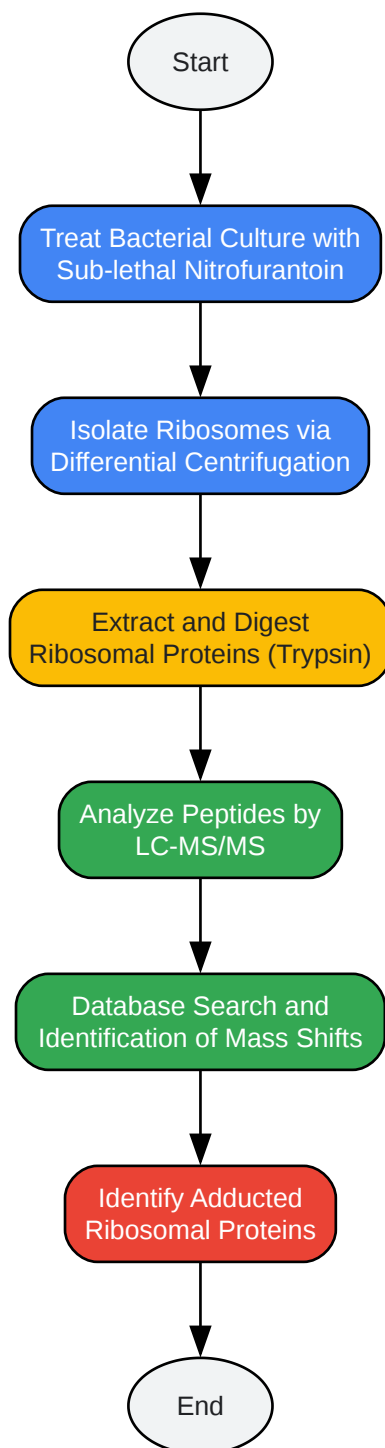 Start
Treat Bacterial Culture with
Sub-lethal Nitrofurantoin
Isolate Ribosomes via
Differential Centrifugation
Extract and Digest
Ribosomal Proteins (Trypsin)
Analyze Peptides by
LC-MS/MS
Database Search and
Identification of Mass Shifts
Identify Adducted
Ribosomal Proteins
End